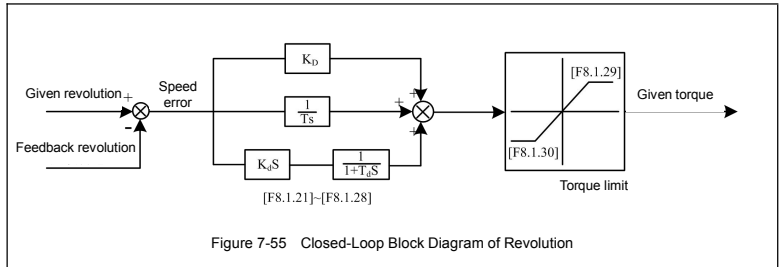 K_D
[F8.1.29]
Speed
error
Given revolution
+
+
+
1
Ts
Given torque
-
Feedback revolution
+
K_dS
1
1+T_dS
[F8.1.30]
[F8.1.21]~[F8.1.28]
Torque limit
Figure 7-55 Closed-Loop Block Diagram of Revolution